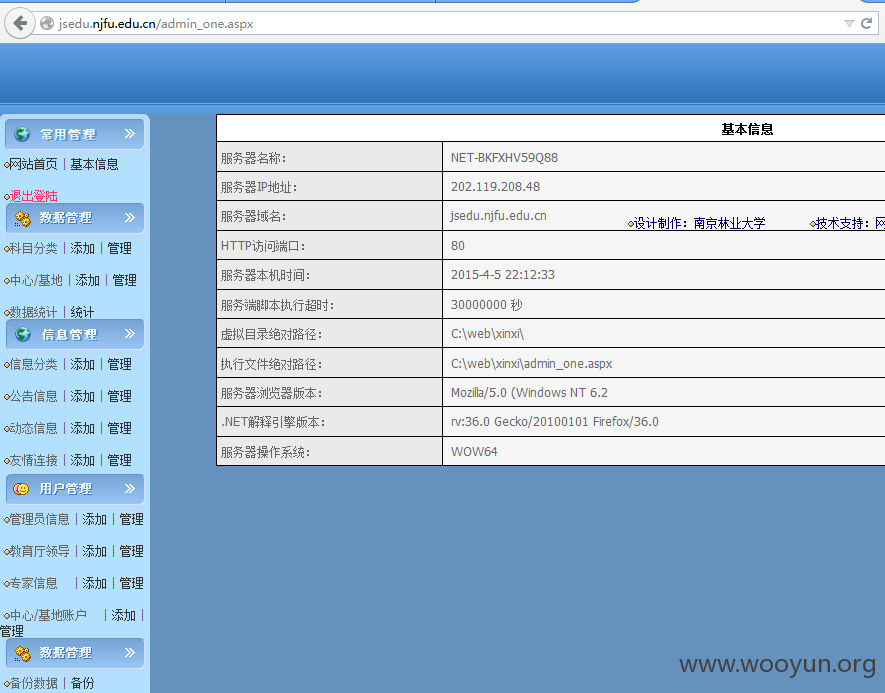 jsedu.njfu.edu.cn/admin_one.aspx
常用管理
网站首页 | 基本信息
退出登陆
数据管理
科目分类 | 添加 | 管理
中心/基地 | 添加 | 管理
数据统计 | 统计
信息管理
信息分类 | 添加 | 管理
公告信息 | 添加 | 管理
动态信息 | 添加 | 管理
友情连接 | 添加 | 管理
用户管理
管理员信息 | 添加 | 管理
教育厅领导 | 添加 | 管理
专家信息 | 添加 | 管理
中心/基地账户 | 添加 |
管理
数据管理
备份数据 | 备份
基本信息
服务器名称: NET-BKFXHV59Q88
服务器IP地址: 202.119.208.48
服务器域名: jsedu.njfu.edu.cn
设计制作：南京林业大学 技术支持：网
HTTP访问端口: 80
服务器本机时间: 2015-4-5 22:12:33
服务端脚本执行超时: 30000000 秒
虚拟目录绝对路径: C:\web\xinxi\
执行文件绝对路径: C:\web\xinxi\admin_one.aspx
服务器浏览器版本: Mozilla/5.0 (Windows NT 6.2
.NET解释引擎版本: rv:36.0 Gecko/20100101 Firefox/36.0
服务器操作系统: WOW64
www.wooyun.org